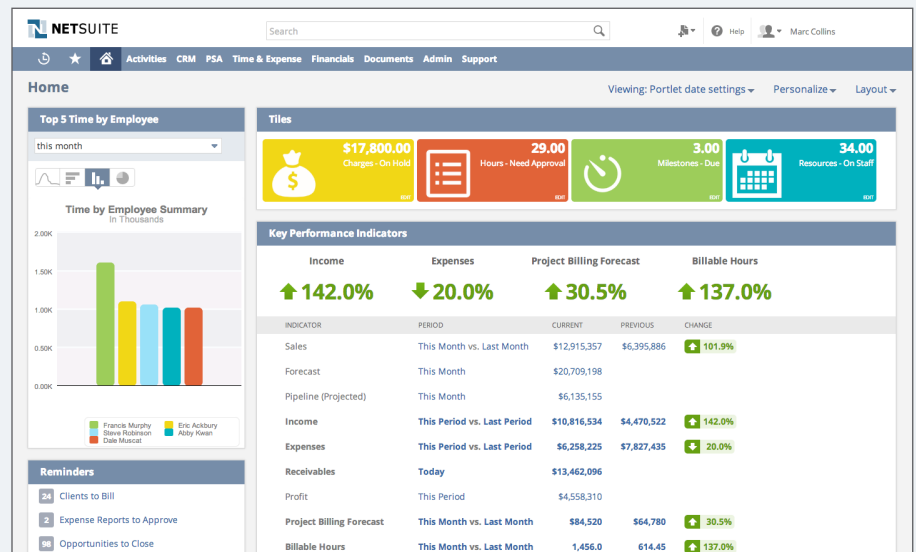 NETSUITE
Search
Help
Marc Collins
Activities CRM PSA Time & Expense Financials Documents Admin Support
Home
Viewing: Portlet date settings Personalize Layout
Top 5 Time by Employee
this month
Time by Employee Summary
In Thousands
2.00K
1.50K
1.00K
0.50K
0.00K
Francis Murphy Eric Ackbury
Steve Robinson Abby Kwan
Dale Muscat
Reminders
24 Clients to Bill
2 Expense Reports to Approve
98 Opportunities to Close
Tiles
$17,800.00
Charges - On Hold
EDIT
29.00
Hours - Need Approval
EDIT
3.00
Milestones - Due
EDIT
34.00
Resources - On Staff
EDIT
Key Performance Indicators
Income Expenses Project Billing Forecast Billable Hours
142.0% 20.0% 30.5% 137.0%
INDICATOR PERIOD CURRENT PREVIOUS CHANGE
Sales This Month vs. Last Month $12,915,357 $6,395,886 101.9%
Forecast This Month $20,709,198
Pipeline (Projected) This Month $6,135,155
Income This Period vs. Last Period $10,816,534 $4,470,522 142.0%
Expenses This Period vs. Last Period $6,258,225 $7,827,435 20.0%
Receivables Today $13,462,096
Profit This Period $4,558,310
Project Billing Forecast This Month vs. Last Month $84,520 $64,780 30.5%
Billable Hours This Month vs. Last Month 1,456.0 614.45 137.0%